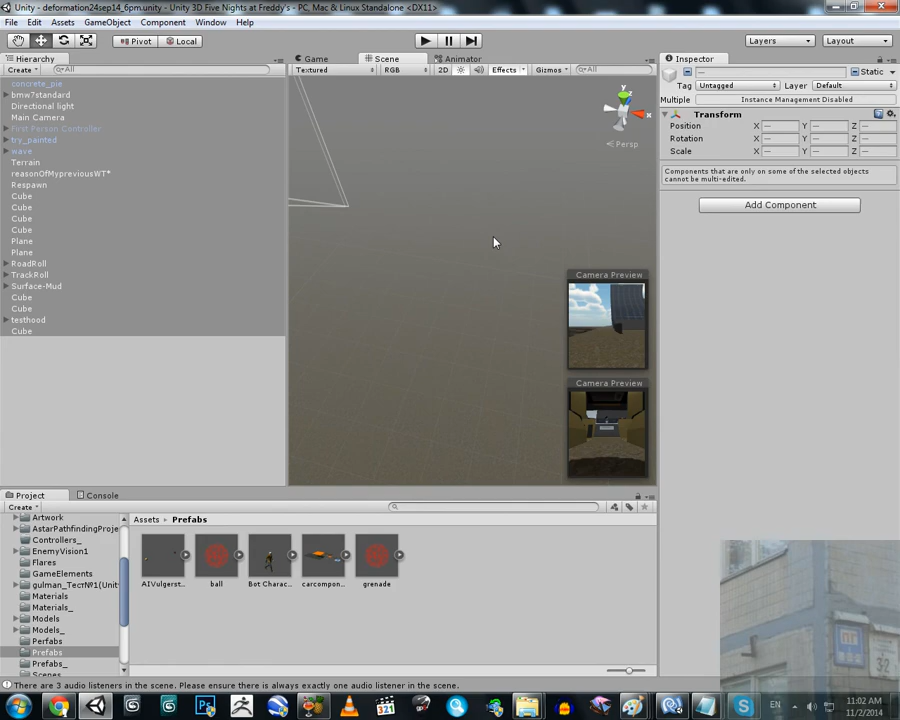 Unity - deformation24sep14_6pm.unity - Unity 3D Five Nights at Freddy's - PC, Mac & Linux Standalone <DX11>
File Edit Assets GameObject Component Window Help
Pivot Local Layers Layout
Hierarchy
Create All
concrete_pie
bmw7standard
Directional light
Main Camera
First Person Controller
try_painted
wave
Terrain
reasonOfMypreviousWT*
Respawn
Cube
Cube
Cube
Cube
Plane
Plane
RoadRoll
TrackRoll
Surface-Mud
Cube
Cube
testhood
Cube
Game Scene Animator
Textured RGB 2D Effects Gizmos All
y
x
Persp
Camera Preview
Camera Preview
Inspector
— Static
Tag Untagged Layer Default
Multiple Instance Management Disabled
Transform
Position X — Y — Z —
Rotation X — Y — Z —
Scale X — Y — Z —
Components that are only on some of the selected objects
cannot be multi-edited.
Add Component
Project Console
Create
Artwork
AstarPathfindingProje
Controllers_
EnemyVision1
Flares
GameElements
gulman_Тест№1(Unit
Materials
Materials_
Models
Models_
Perfabs
Prefabs
Prefabs_
Scenes
Assets Prefabs
AIVulgerst... ball Bot Charac... carcompon... grenade
There are 3 audio listeners in the scene. Please ensure there is always exactly one audio listener in the scene.
321
EN
11:02 AM
11/2/2014
ПГ
32